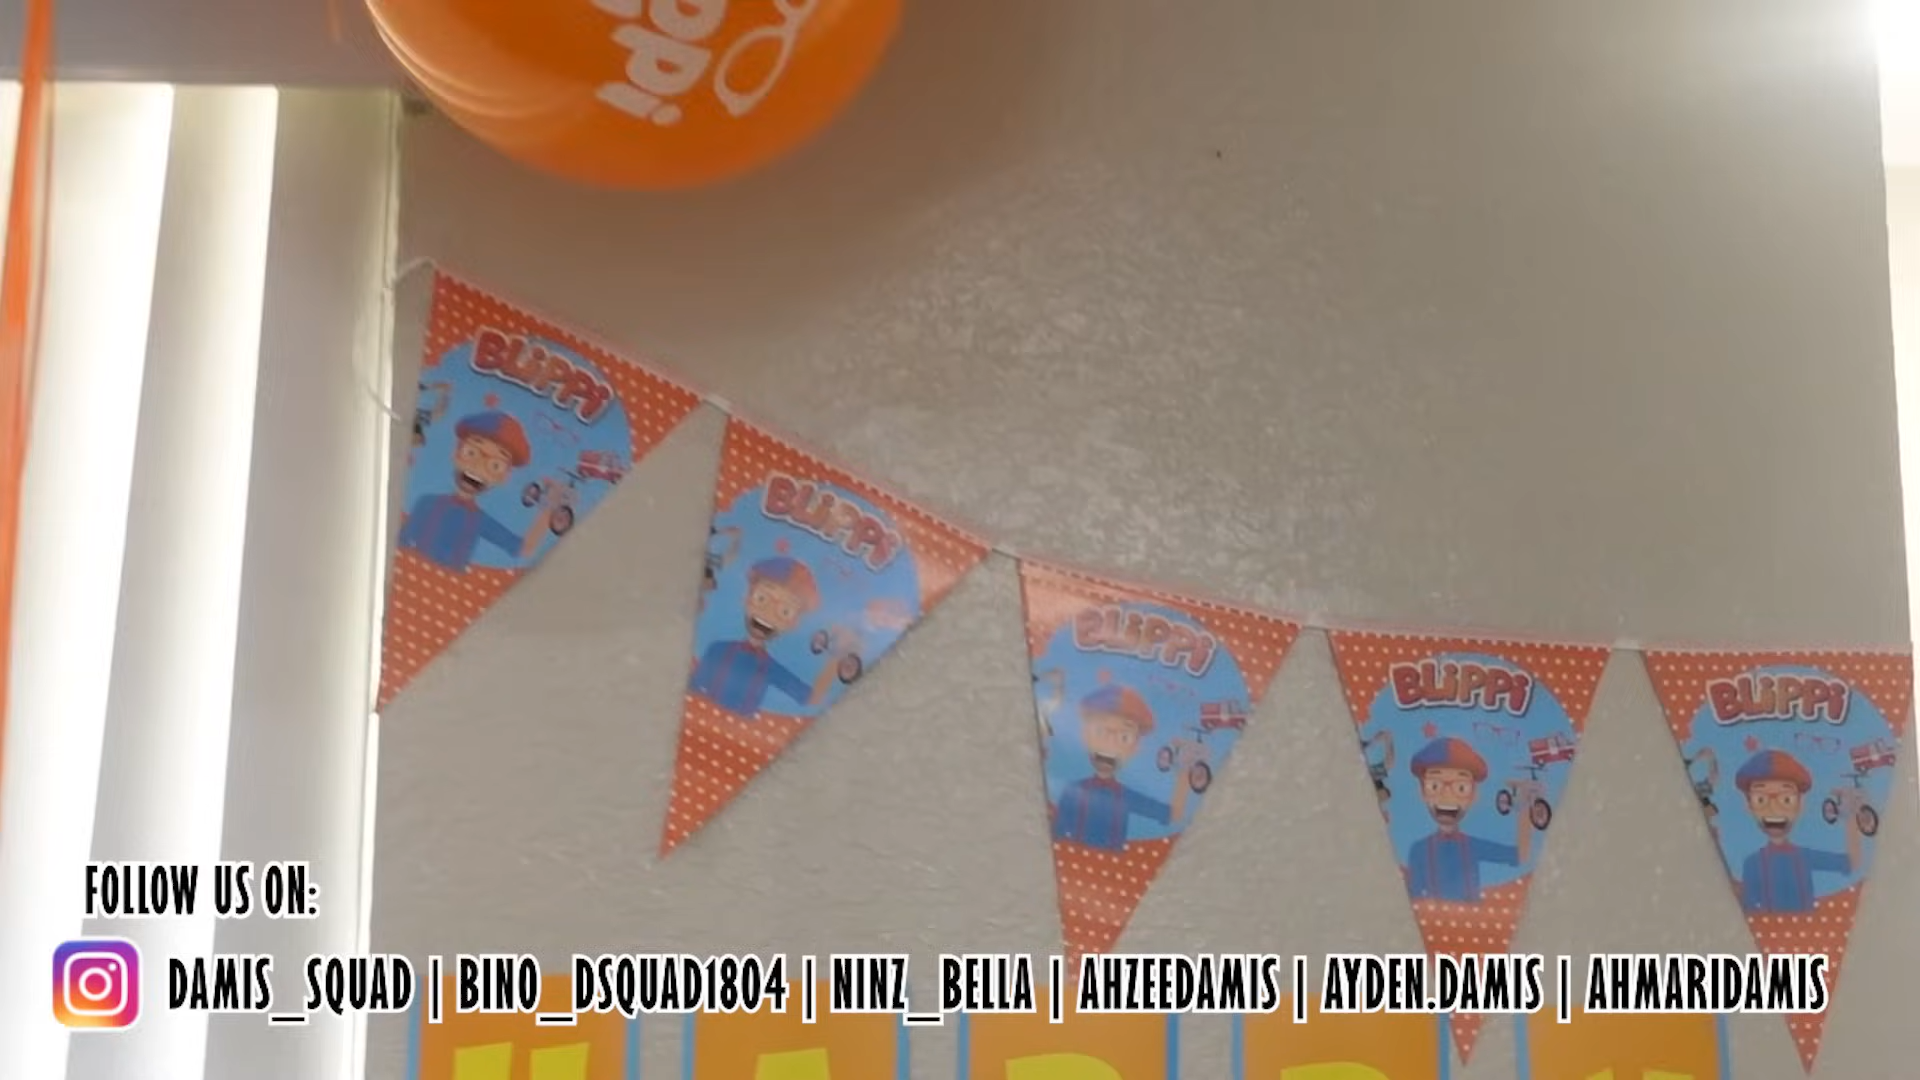 BLiPPi
BLiPPi
BLiPPi
BLiPPi
BLiPPi
FOLLOW US ON:
DAMIS_SQUAD | BINO_DSQUAD1804 | NINZ_BELLA | AHZEEDAMIS | AYDEN.DAMIS | AHMARIDAMIS